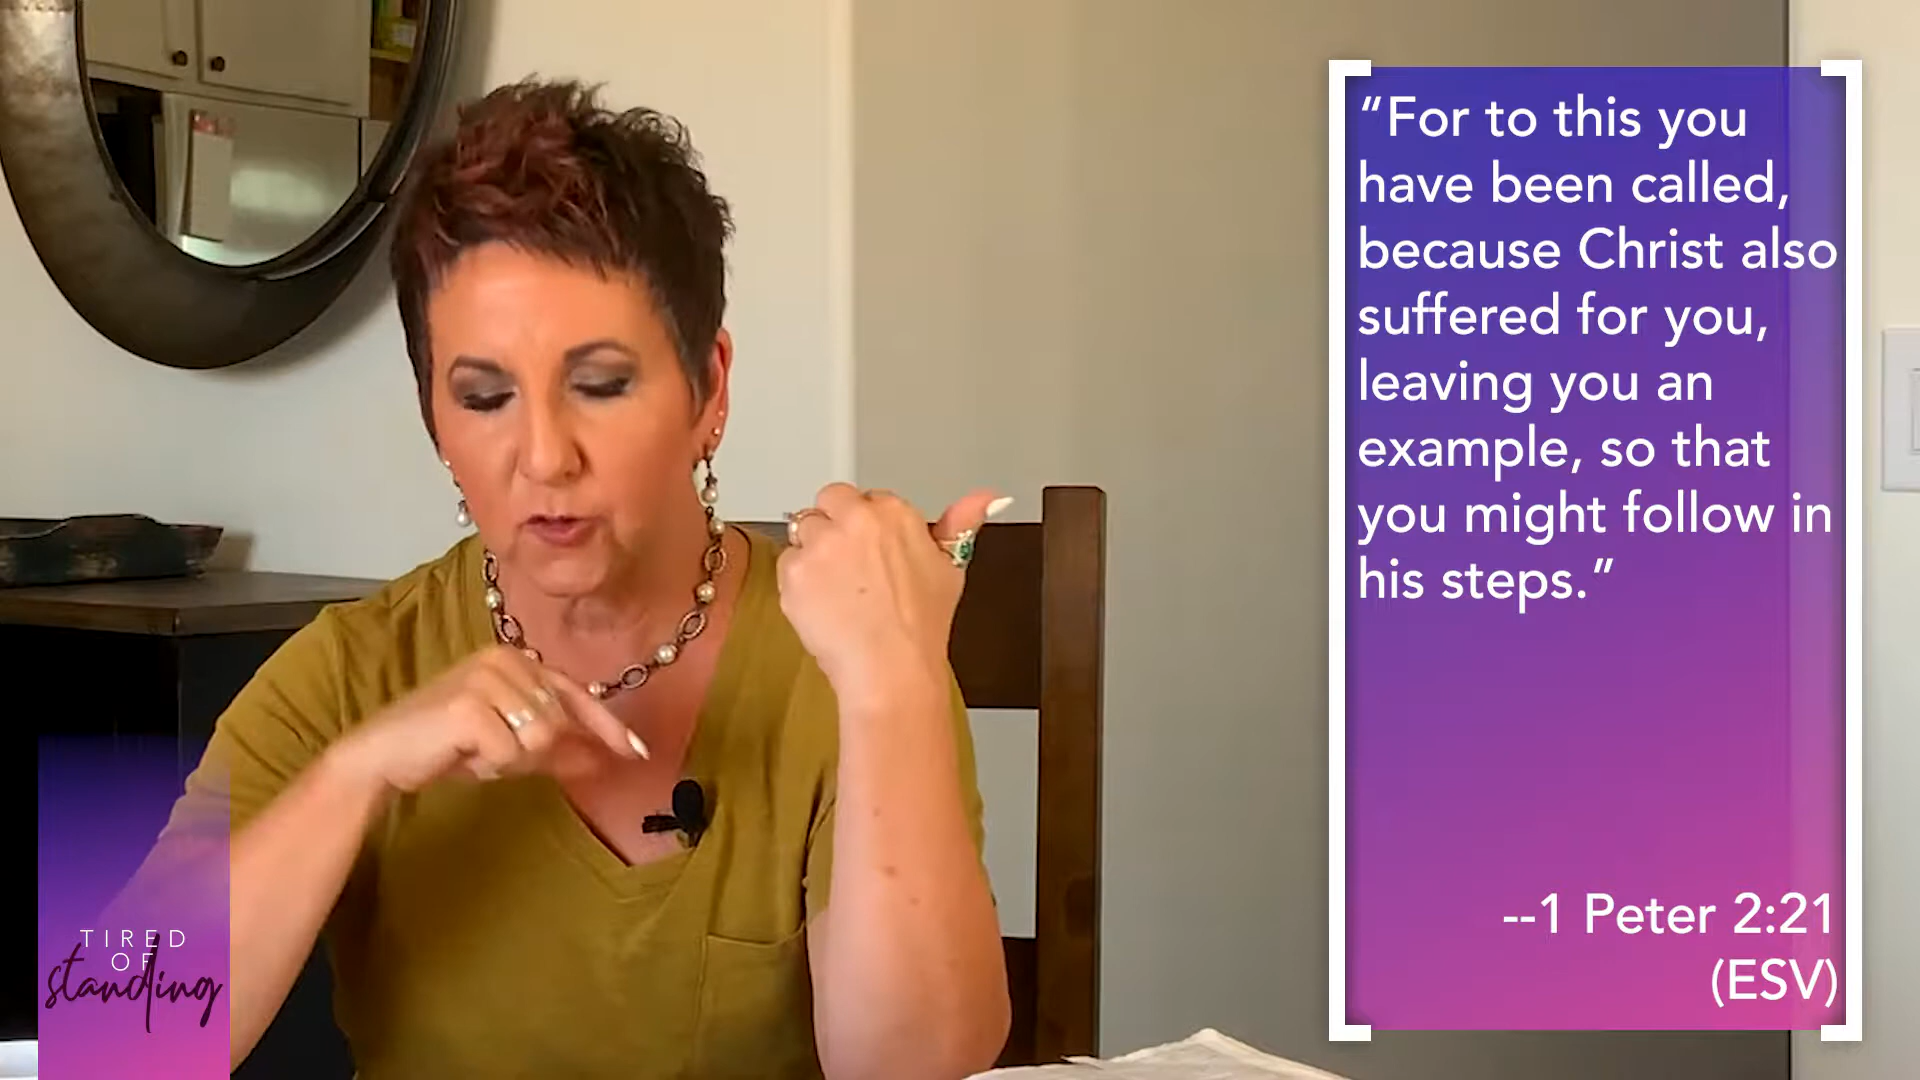 “For to this you
have been called,
because Christ also
suffered for you,
leaving you an
example, so that
you might follow in
his steps.”
--1 Peter 2:21
(ESV)
TIRED
OF
standing